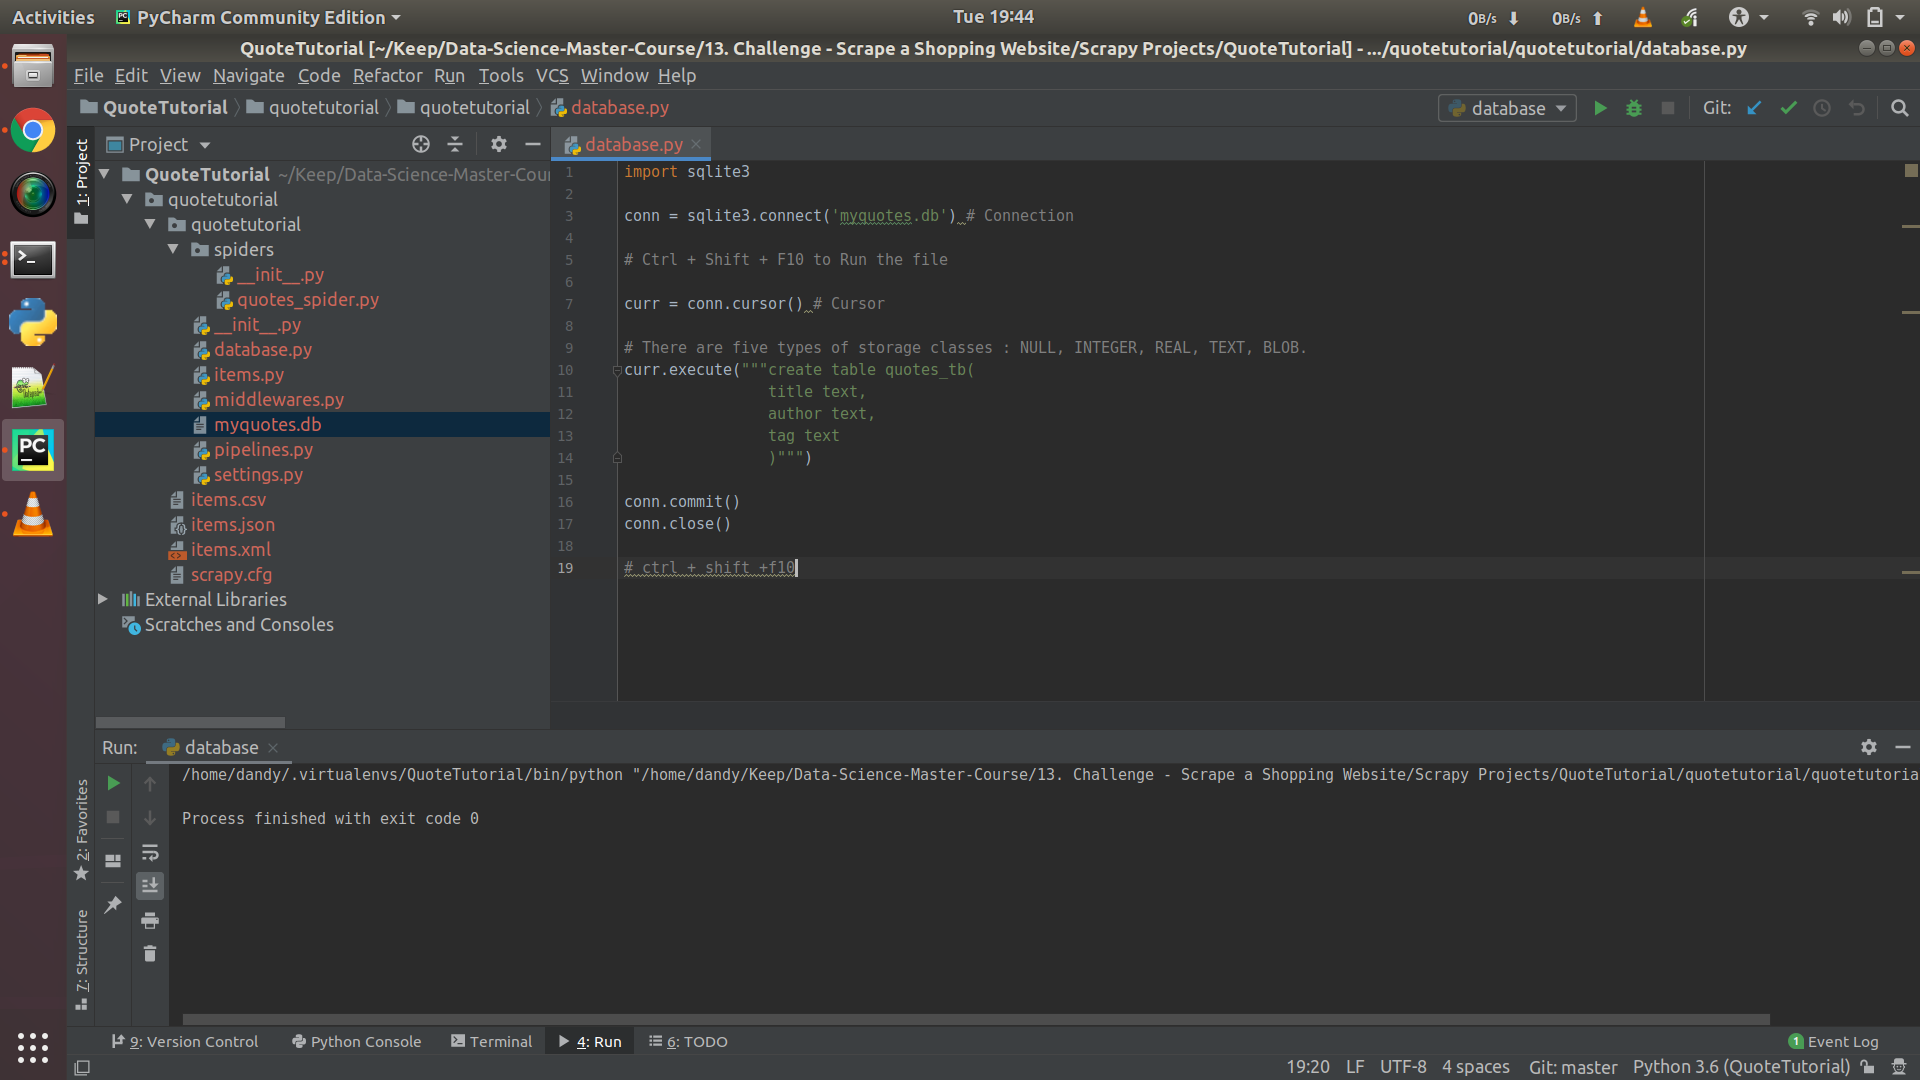 Activities PyCharm Community Edition Tue 19:44 0B/s 0B/s
QuoteTutorial [~/Keep/Data-Science-Master-Course/13. Challenge - Scrape a Shopping Website/Scrapy Projects/QuoteTutorial] - .../quotetutorial/quotetutorial/database.py
File Edit View Navigate Code Refactor Run Tools VCS Window Help
QuoteTutorial quotetutorial quotetutorial database.py database Git:
1: Project
Project
QuoteTutorial ~/Keep/Data-Science-Master-Cour
quotetutorial
quotetutorial
spiders
__init__.py
quotes_spider.py
__init__.py
database.py
items.py
middlewares.py
myquotes.db
pipelines.py
settings.py
items.csv
items.json
items.xml
scrapy.cfg
External Libraries
Scratches and Consoles
database.py
1 import sqlite3
2
3 conn = sqlite3.connect('myquotes.db') # Connection
4
5 # Ctrl + Shift + F10 to Run the file
6
7 curr = conn.cursor() # Cursor
8
9 # There are five types of storage classes : NULL, INTEGER, REAL, TEXT, BLOB.
10 curr.execute("""create table quotes_tb(
11 title text,
12 author text,
13 tag text
14 )""")
15
16 conn.commit()
17 conn.close()
18
19 # ctrl + shift +f10
Run: database
/home/dandy/.virtualenvs/QuoteTutorial/bin/python "/home/dandy/Keep/Data-Science-Master-Course/13. Challenge - Scrape a Shopping Website/Scrapy Projects/QuoteTutorial/quotetutorial/quotetutoria
Process finished with exit code 0
2: Favorites
7: Structure
9: Version Control Python Console Terminal 4: Run 6: TODO 1 Event Log
19:20 LF UTF-8 4 spaces Git: master Python 3.6 (QuoteTutorial)